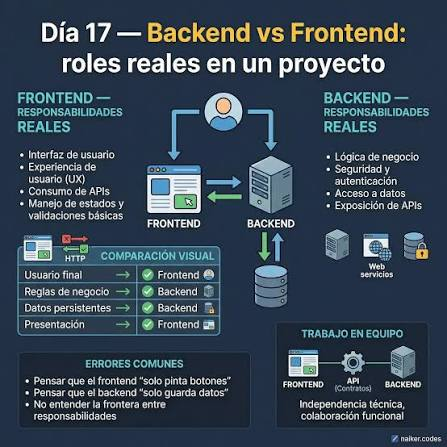 Día 17 — Backend vs Frontend:
roles reales en un proyecto
FRONTEND —
RESPONSABILIDADES
REALES
• Interfaz de usuario
• Experiencia de
usuario (UX)
• Consumo de APIs
• Manejo de estados y
validaciones básicas
FRONTEND
BACKEND
BACKEND —
RESPONSABILIDADES
REALES
• Lógica de negocio
• Seguridad y
autenticación
• Acceso a datos
• Exposición de APIs
Web
servicios
HTTP
COMPARACIÓN VISUAL
Usuario final → Frontend
Reglas de negocio → Backend
Datos persistentes → Backend
Presentación → Frontend
ERRORES COMUNES
• Pensar que el frontend "solo pinta botones"
• Pensar que el backend "solo guarda datos"
• No entender la frontera entre
responsabilidades
TRABAJO EN EQUIPO
FRONTEND
API
(Contratos)
BACKEND
Independencia técnica,
colaboración funcional
naiker.codes